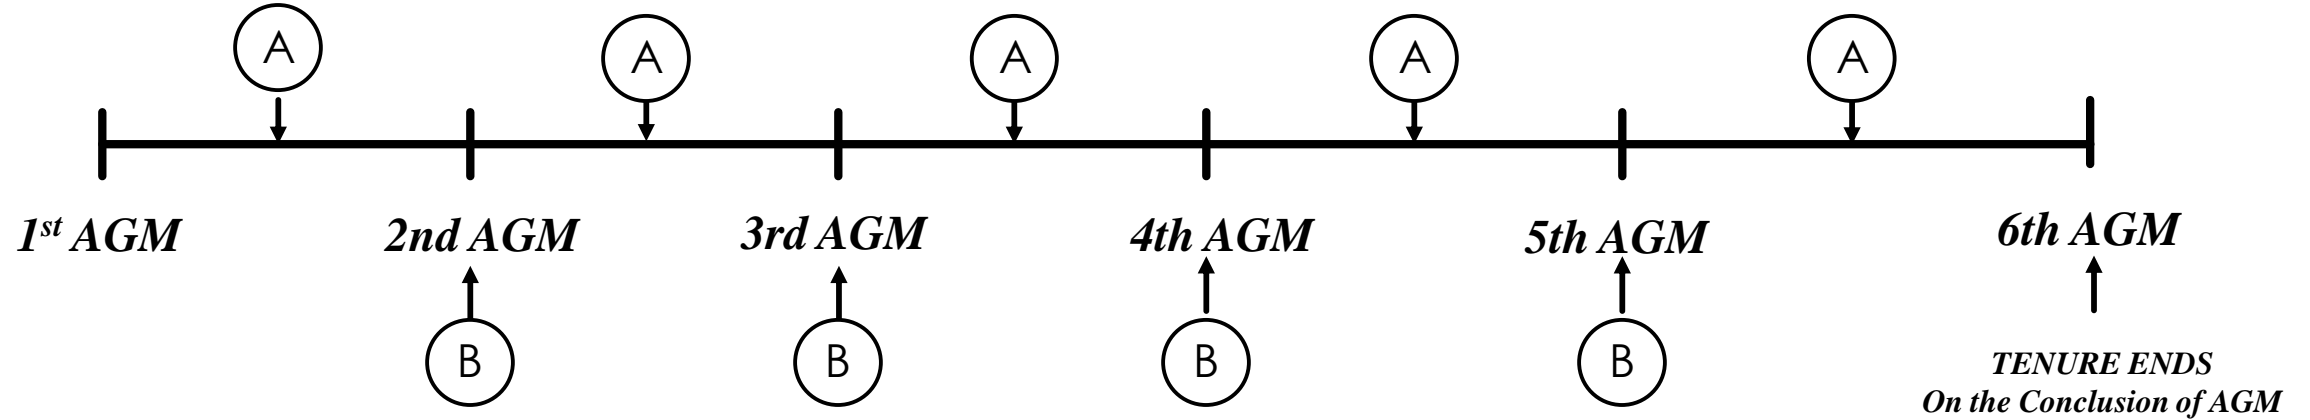 A A A A A
1st AGM 2nd AGM 3rd AGM 4th AGM 5th AGM 6th AGM
B B B B
TENURE ENDS
On the Conclusion of AGM